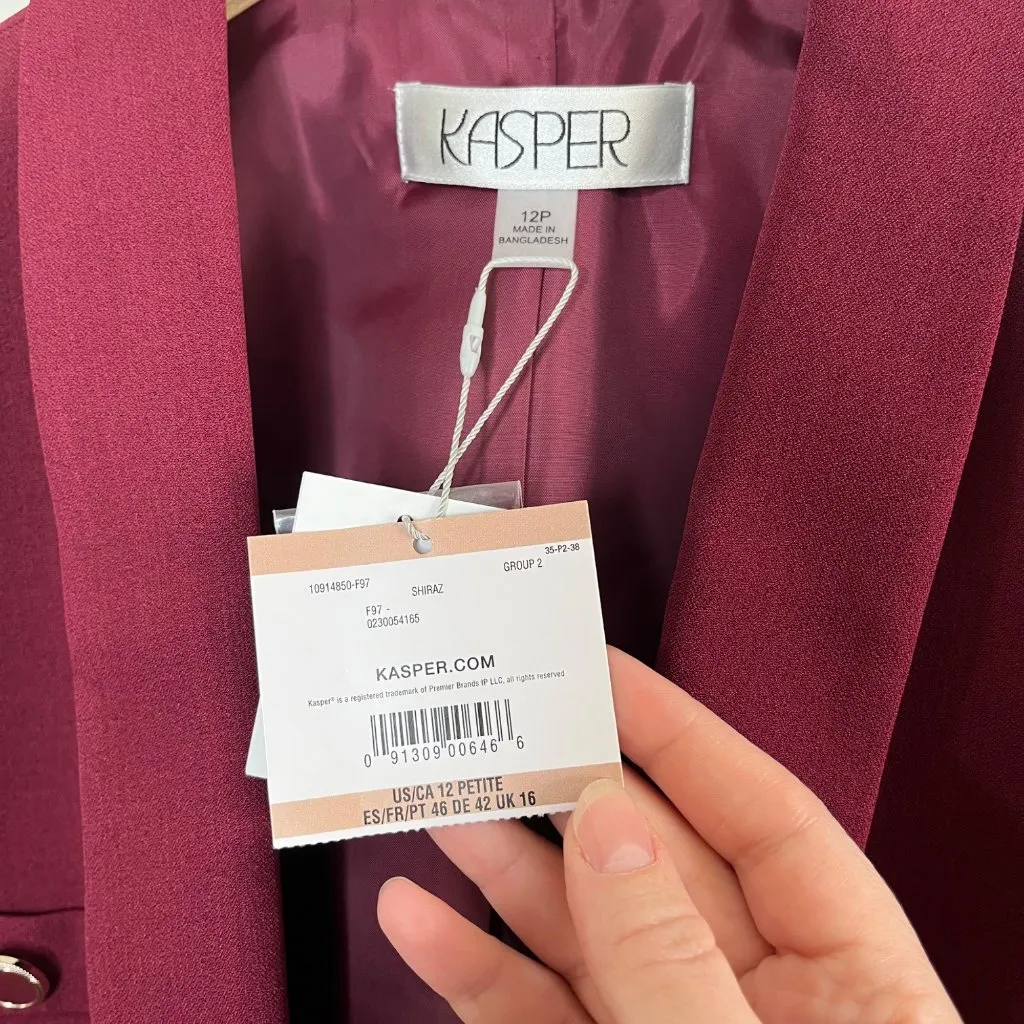 KASPER
12P
MADE IN
BANGLADESH
35-P2-38
10914850-F97 SHIRAZ GROUP 2
F97 -
0230054165
KASPER.COM
Kasper® is a registered trademark of Premier Brands IP LLC, all rights reserved
0 91309 00646 6
US/CA 12 PETITE
ES/FR/PT 46 DE 42 UK 16